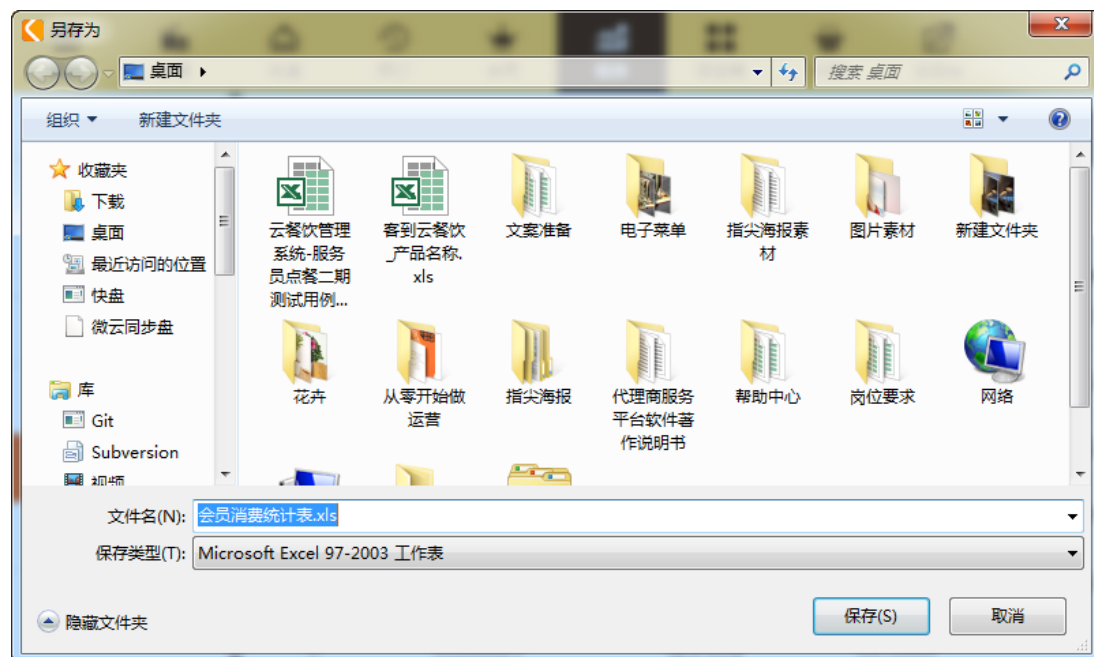 另存为
桌面
搜索 桌面
组织
新建文件夹
收藏夹
下载
桌面
最近访问的位置
快盘
微云同步盘
库
Git
Subversion
视频
云餐饮管理
系统-服务
员点餐二期
测试用例...
客到云餐饮
_产品名称.
xls
文案准备
电子菜单
指尖海报素
材
图片素材
新建文件夹
花卉
从零开始做
运营
指尖海报
代理商服务
平台软件著
作说明书
帮助中心
岗位要求
网络
文件名(N): 会员消费统计表.xls
保存类型(T): Microsoft Excel 97-2003 工作表
隐藏文件夹
保存(S)
取消